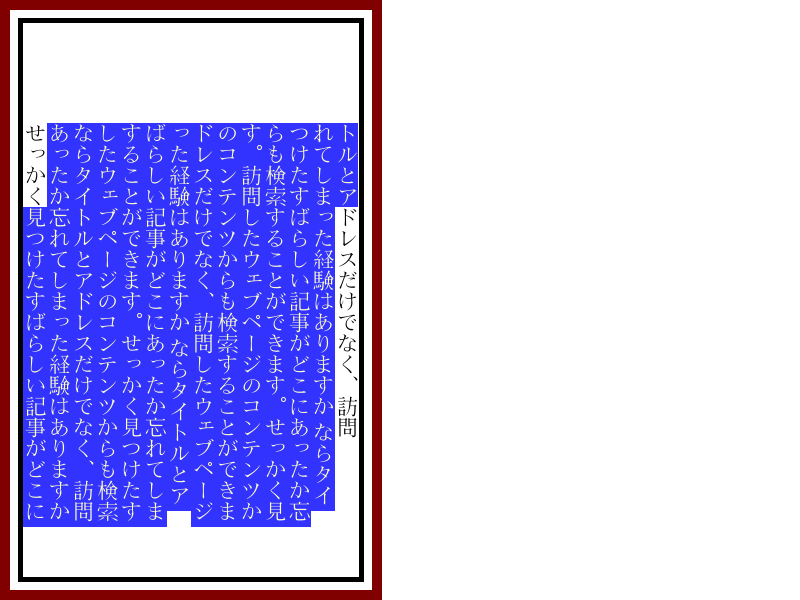 せっかく見つけたすばらしい記事がどこに
あったか忘れてしまった経験はありますか
ならタイトルとアドレスだけでなく、訪問
したウェブページのコンテンツからも検索
することができます。せっかく見つけたす
ばらしい記事がどこにあったか忘れてしま
った経験はありますか ならタイトルとア
ドレスだけでなく、訪問したウェブページ
のコンテンツからも検索することができま
す。訪問したウェブページのコンテンツか
らも検索することができます。せっかく見
つけたすばらしい記事がどこにあったか忘
れてしまった経験はありますか ならタイ
トルとアドレスだけでなく、訪問